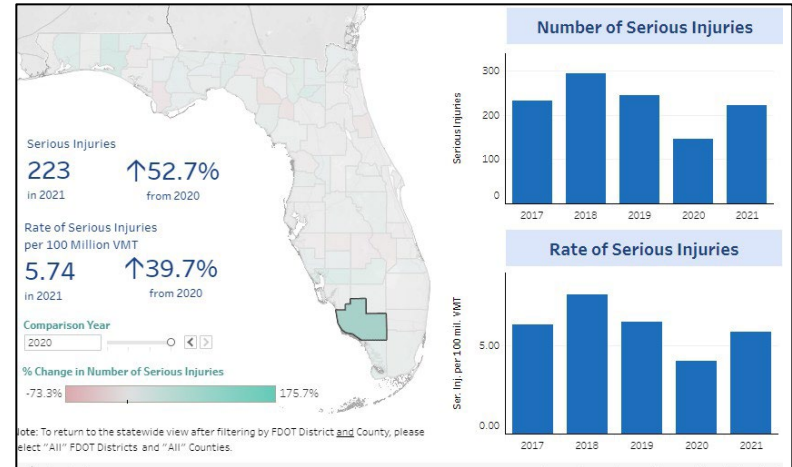 Number of Serious Injuries
300
200
100
0
Serious Injuries
2017 2018 2019 2020 2021
Serious Injuries
223 ↑52.7%
in 2021 from 2020
Rate of Serious Injuries
per 100 Million VMT
5.74 ↑39.7%
in 2021 from 2020
Comparison Year
2020
% Change in Number of Serious Injuries
-73.3% 175.7%
Rate of Serious Injuries
5.00
0.00
Ser. Inj. per 100 mil. VMT
2017 2018 2019 2020 2021
lote: To return to the statewide view after filtering by FDOT District and County, please
elect "All" FDOT Districts and "All" Counties.